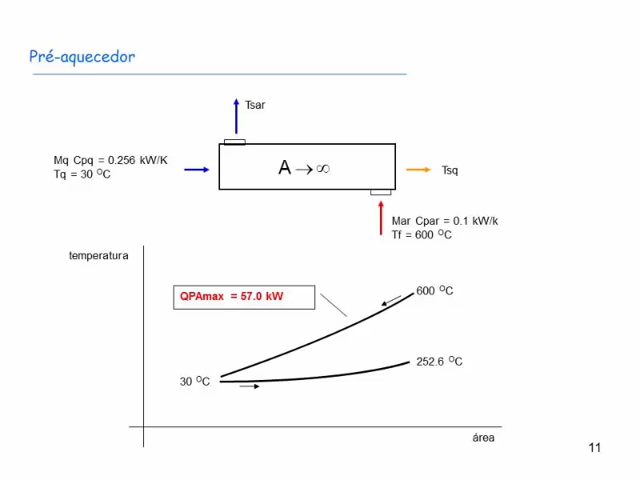 Pré-aquecedor
Tsar
Mq Cpq = 0.256 kW/K
Tq = 30 ᴼC
A → ∞
Tsq
Mar Cpar = 0.1 kW/k
Tf = 600 ᴼC
temperatura
QPAmax = 57.0 kW
600 ᴼC
252.6 ᴼC
30 ᴼC
área
11